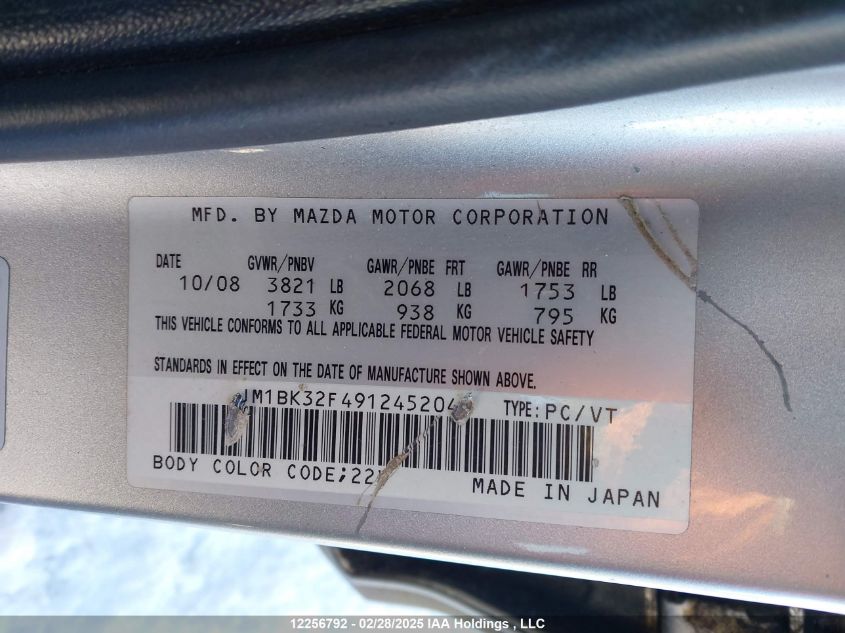 MFD. BY MAZDA MOTOR CORPORATION
DATE GVWR/PNBV GAWR/PNBE FRT GAWR/PNBE RR
10/08 3821 LB 2068 LB 1753 LB
1733 KG 938 KG 795 KG
THIS VEHICLE CONFORMS TO ALL APPLICABLE FEDERAL MOTOR VEHICLE SAFETY
STANDARDS IN EFFECT ON THE DATE OF MANUFACTURE SHOWN ABOVE.
JM1BK32F491245204 TYPE:PC/VT
BODY COLOR CODE;22
MADE IN JAPAN
12256792 - 02/28/2025 IAA Holdings , LLC